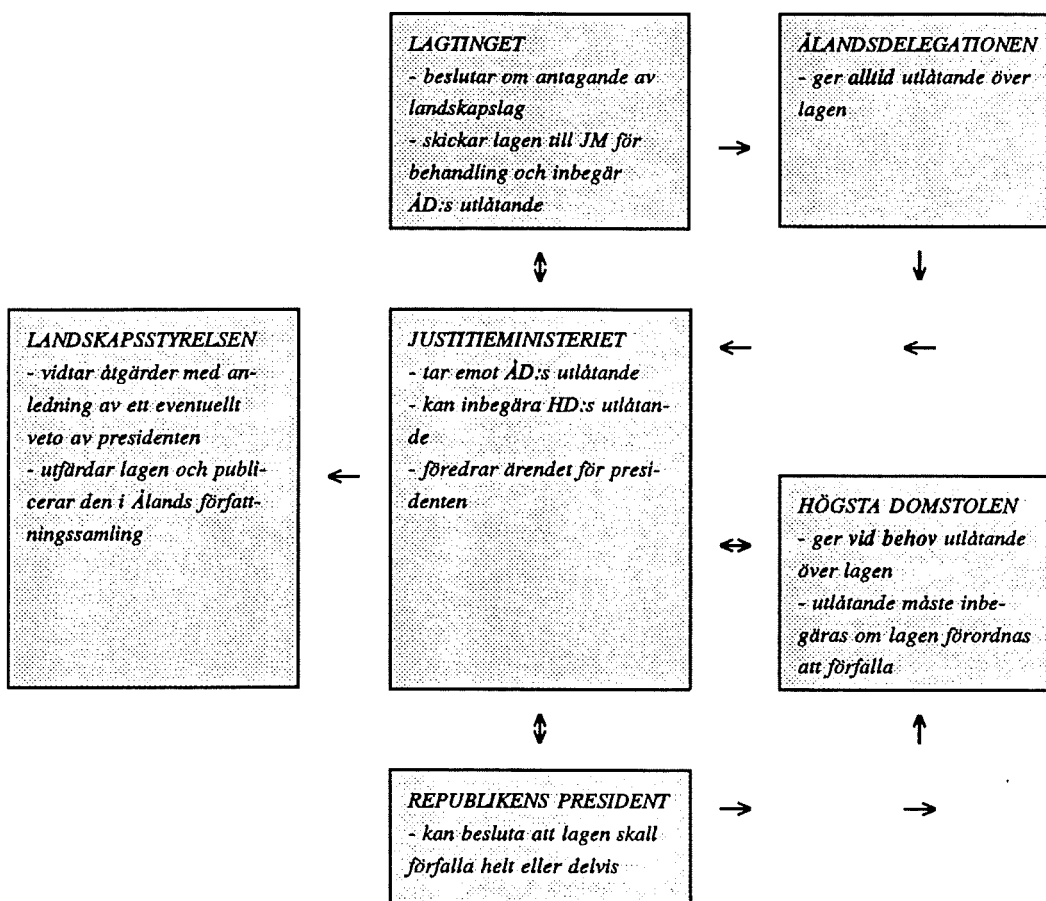 LAGTINGET
- beslutar om antagande av
landskapslag
- skickar lagen till JM för
behandling och inbegär
ÅD:s utlåtande
ÅLANDSDELEGATIONEN
- ger alltid utlåtande över
lagen
LANDSKAPSSTYRELSEN
- vidtar åtgärder med an-
ledning av ett eventuellt
veto av presidenten
- utfärdar lagen och publi-
cerar den i Ålands författ-
ningssamling
JUSTITIEMINISTERIET
- tar emot ÅD:s utlåtande
- kan inbegära HD:s utlåtan-
de
- föredrar ärendet för presi-
denten
HÖGSTA DOMSTOLEN
- ger vid behov utlåtande
över lagen
- utlåtande måste inbe-
gäras om lagen förordnas
att förfalla
REPUBLIKENS PRESIDENT
- kan besluta att lagen skall
förfalla helt eller delvis